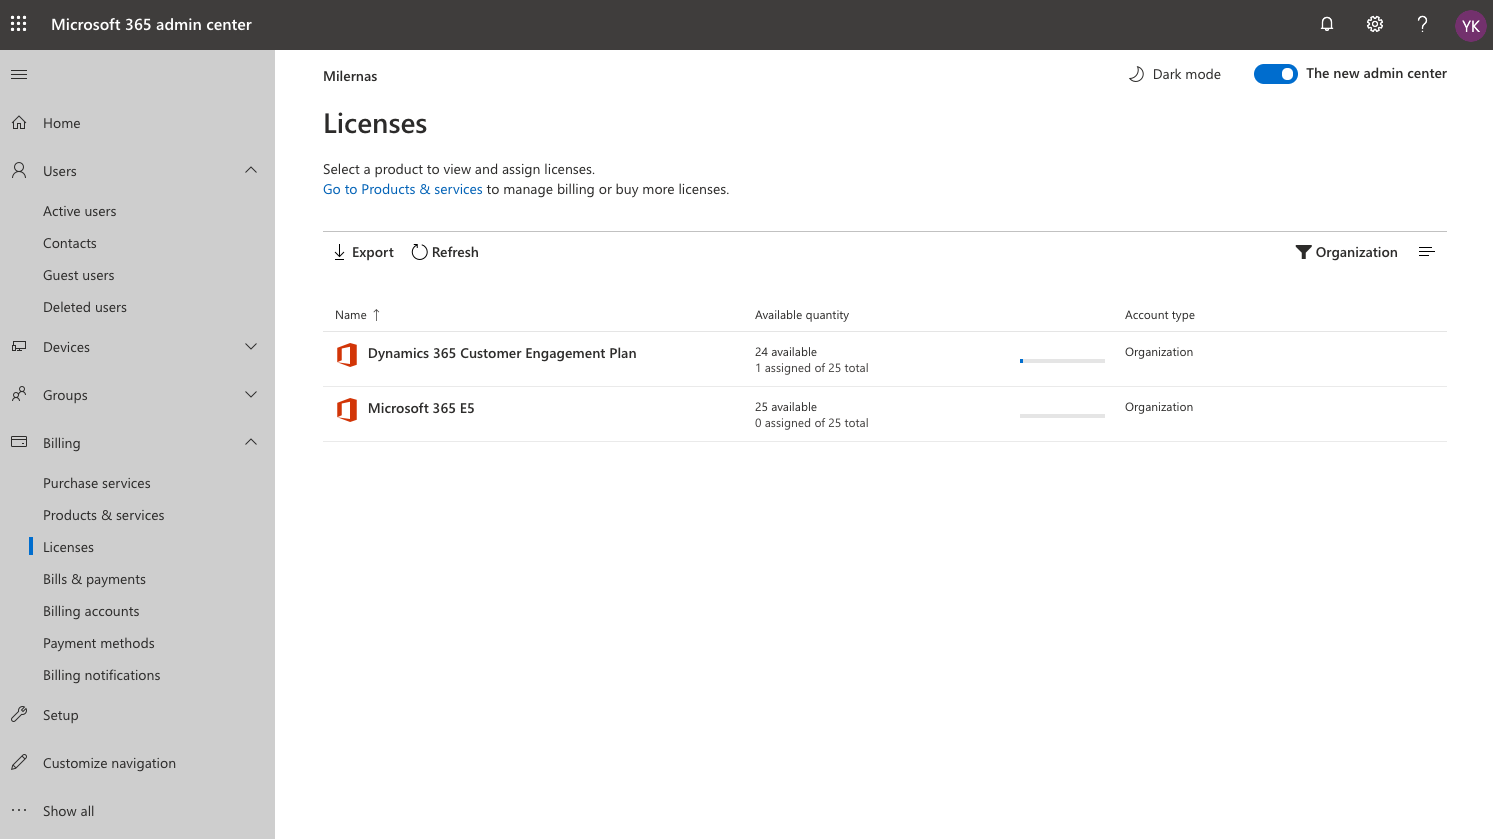 Microsoft 365 admin center
YK
Home
Users
Active users
Contacts
Guest users
Deleted users
Devices
Groups
Billing
Purchase services
Products & services
Licenses
Bills & payments
Billing accounts
Payment methods
Billing notifications
Setup
Customize navigation
Show all
Milernas
Dark mode
The new admin center
Licenses
Select a product to view and assign licenses.
Go to Products & services to manage billing or buy more licenses.
Export
Refresh
Organization
Name ↑
Available quantity
Account type
Dynamics 365 Customer Engagement Plan
24 available
1 assigned of 25 total
Organization
Microsoft 365 E5
25 available
0 assigned of 25 total
Organization